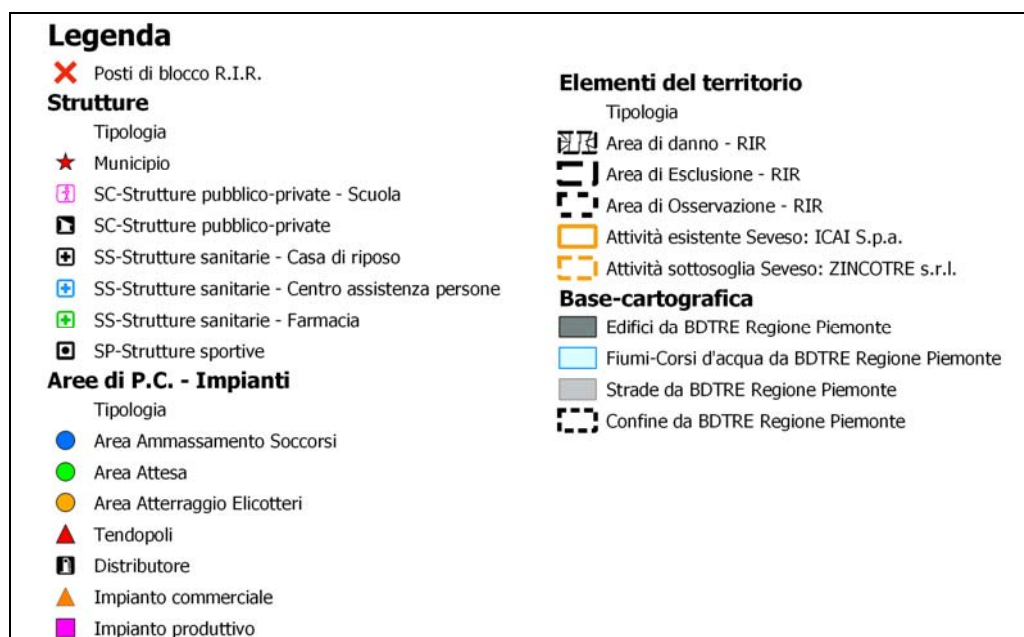 Legenda
Posti di blocco R.I.R.
Strutture
Tipologia
Municipio
SC-Strutture pubblico-private - Scuola
SC-Strutture pubblico-private
SS-Strutture sanitarie - Casa di riposo
SS-Strutture sanitarie - Centro assistenza persone
SS-Strutture sanitarie - Farmacia
SP-Strutture sportive
Aree di P.C. - Impianti
Tipologia
Area Ammassamento Soccorsi
Area Attesa
Area Atterraggio Elicotteri
Tendopoli
Distributore
Impianto commerciale
Impianto produttivo
Elementi del territorio
Tipologia
Area di danno - RIR
Area di Esclusione - RIR
Area di Osservazione - RIR
Attività esistente Seveso: ICAI S.p.a.
Attività sottosoglia Seveso: ZINCOTRE s.r.l.
Base-cartografica
Edifici da BDTRE Regione Piemonte
Fiumi-Corsi d'acqua da BDTRE Regione Piemonte
Strade da BDTRE Regione Piemonte
Confine da BDTRE Regione Piemonte